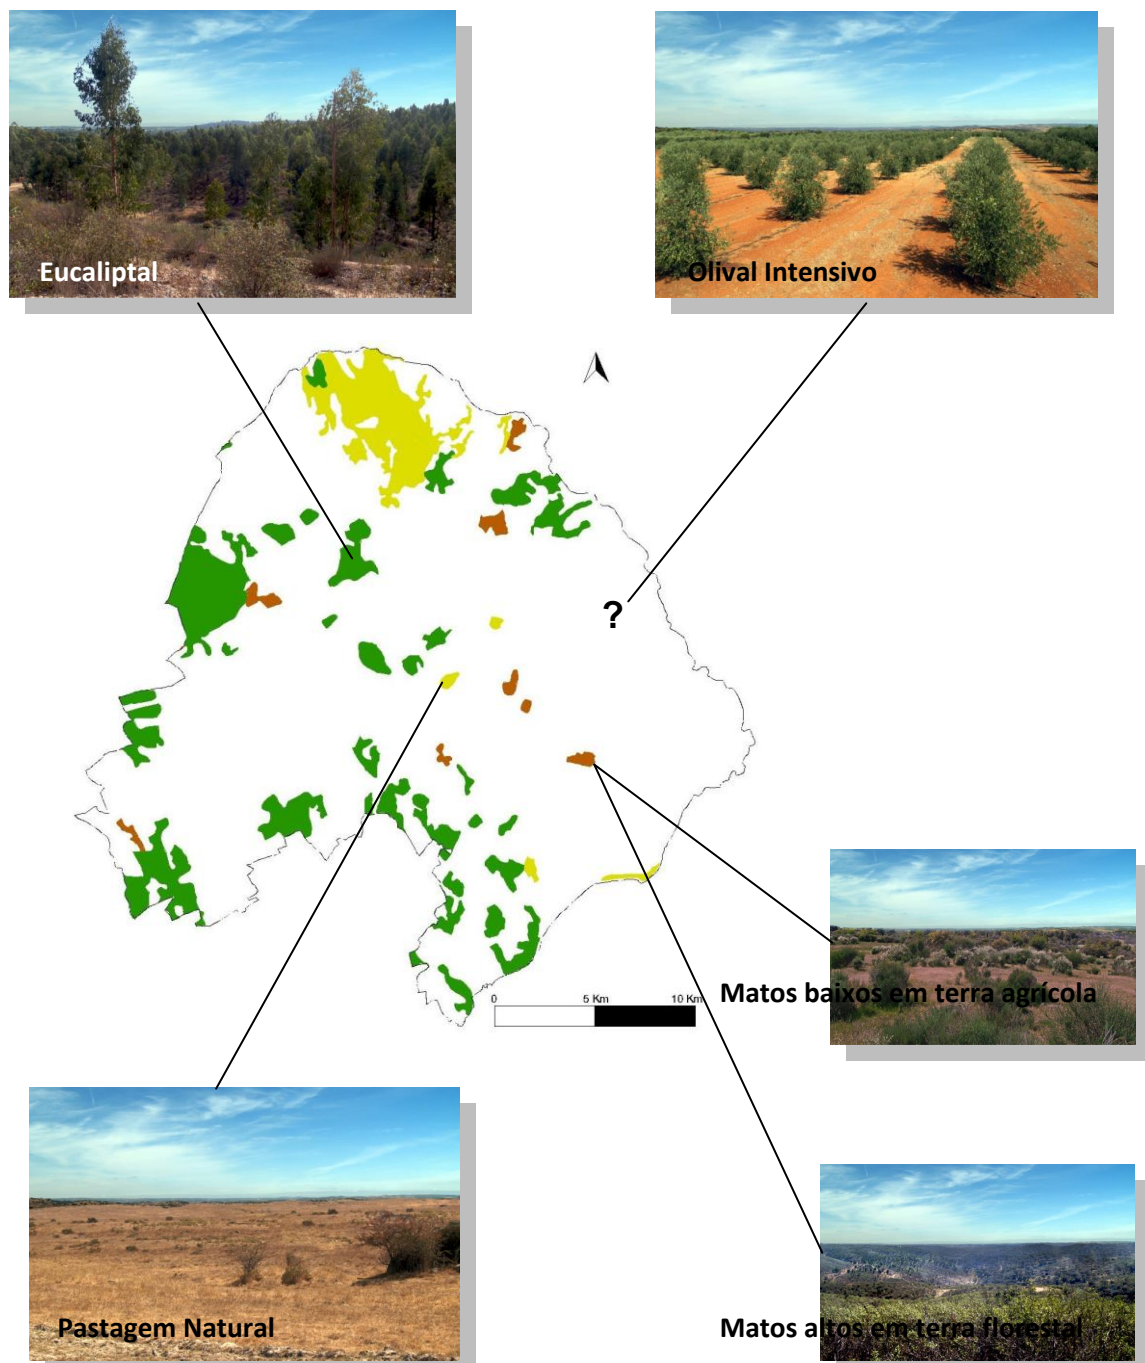 Eucaliptal
Olival Intensivo
?
0 5 Km 10 Km
Matos baixos em terra agrícola
Pastagem Natural
Matos altos em terra florestal